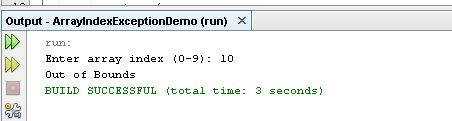 Output - ArrayIndexExceptionDemo (run)
run:
Enter array index (0-9): 10
Out of Bounds
BUILD SUCCESSFUL (total time: 3 seconds)